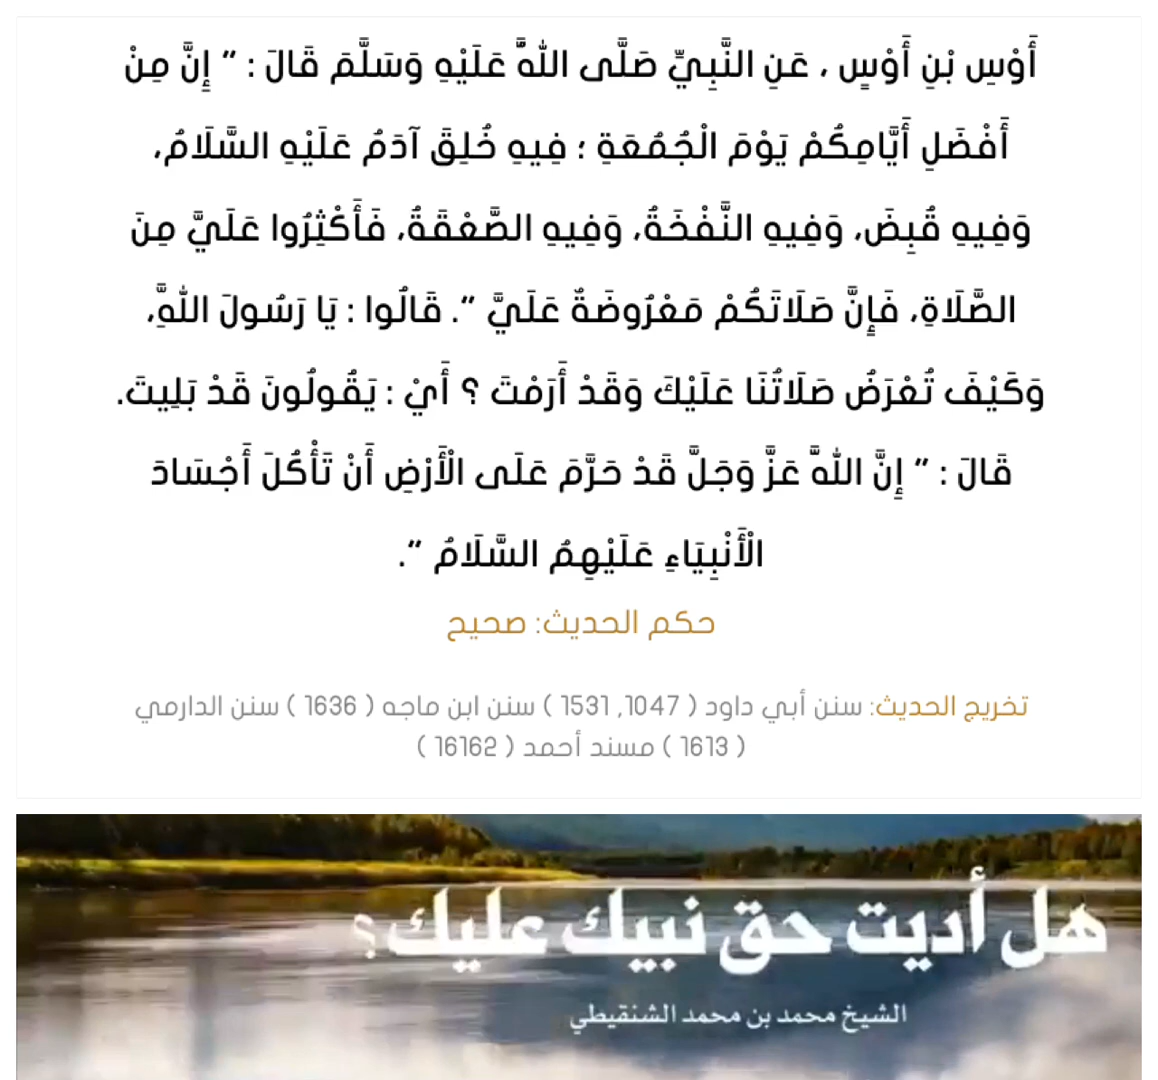 أَوْسِ بْنِ أَوْسٍ ، عَنِ النَّبِيِّ صَلَّى اللَّهُ عَلَيْهِ وَسَلَّمَ قَالَ : " إِنَّ مِنْ
أَفْضَلِ أَيَّامِكُمْ يَوْمَ الْجُمُعَةِ ؛ فِيهِ خُلِقَ آدَمُ عَلَيْهِ السَّلَامُ،
وَفِيهِ قُبِضَ، وَفِيهِ النَّفْخَةُ، وَفِيهِ الصَّعْقَةُ، فَأَكْثِرُوا عَلَيَّ مِنَ
الصَّلَاةِ، فَإِنَّ صَلَاتَكُمْ مَعْرُوضَةٌ عَلَيَّ ". قَالُوا : يَا رَسُولَ اللَّهِ،
وَكَيْفَ تُعْرَضُ صَلَاتُنَا عَلَيْكَ وَقَدْ أَرَمْتَ ؟ أَيْ : يَقُولُونَ قَدْ بَلِيتَ.
قَالَ : " إِنَّ اللَّهَ عَزَّ وَجَلَّ قَدْ حَرَّمَ عَلَى الْأَرْضِ أَنْ تَأْكُلَ أَجْسَادَ
الْأَنْبِيَاءِ عَلَيْهِمُ السَّلَامُ ".
حكم الحديث: صحيح
تخريج الحديث: سنن أبي داود ( 1047, 1531 ) سنن ابن ماجه ( 1636 ) سنن الدارمي
( 1613 ) مسند أحمد ( 16162 )
هل أديت حق نبيك عليك؟
الشيخ محمد بن محمد الشنقيطي